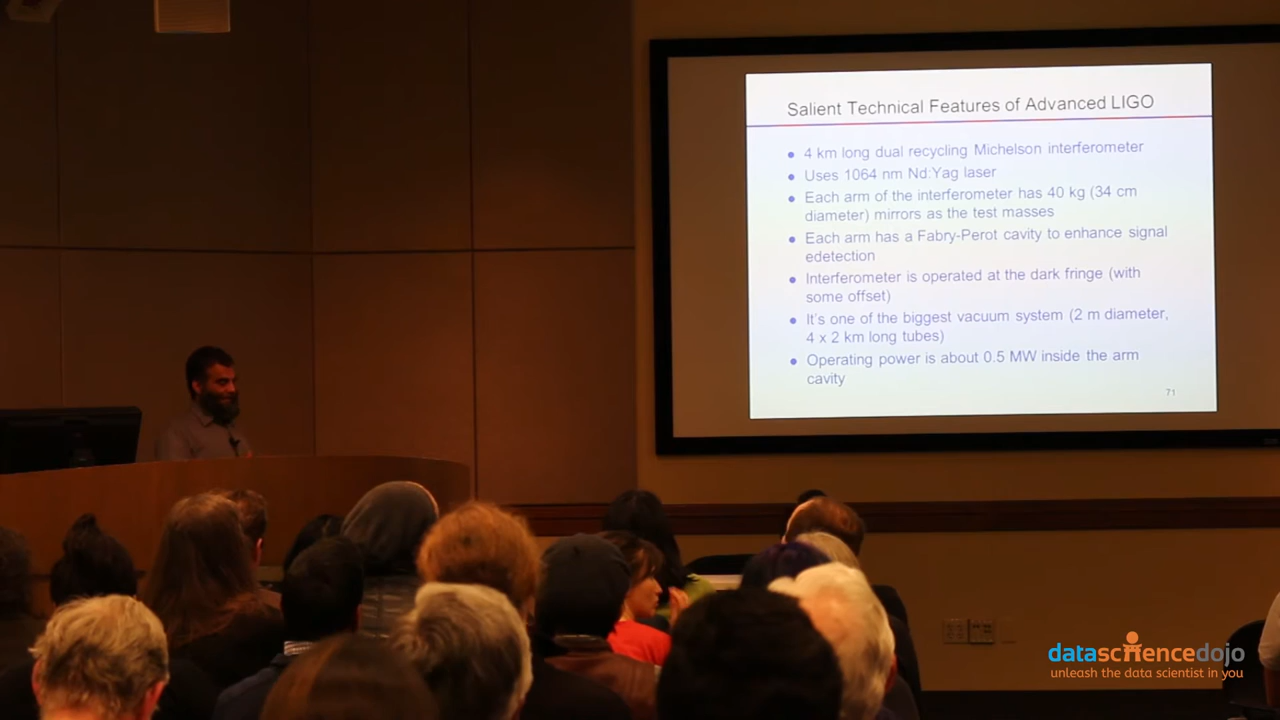 Salient Technical Features of Advanced LIGO
● 4 km long dual recycling Michelson interferometer
● Uses 1064 nm Nd:Yag laser
● Each arm of the interferometer has 40 kg (34 cm
diameter) mirrors as the test masses
● Each arm has a Fabry-Perot cavity to enhance signal
edetection
● Interferometer is operated at the dark fringe (with
some offset)
● It's one of the biggest vacuum system (2 m diameter,
4 x 2 km long tubes)
● Operating power is about 0.5 MW inside the arm
cavity
71
datasciencedojo
unleash the data scientist in you